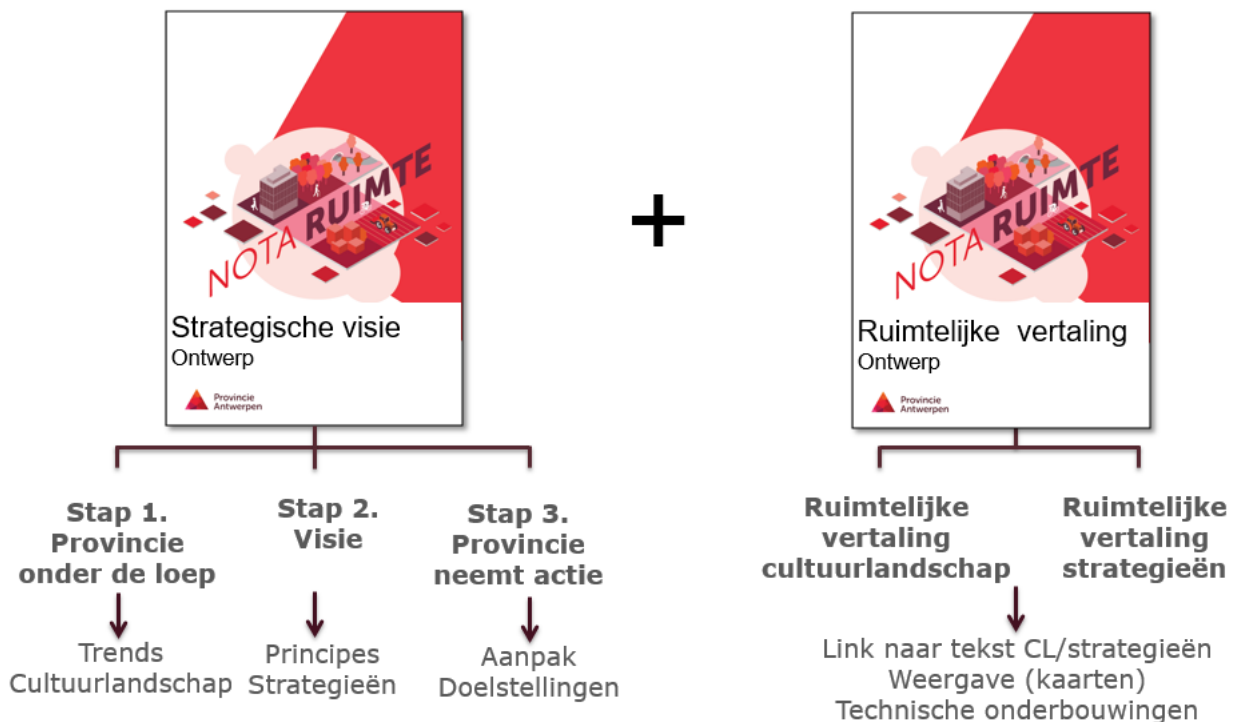 NOTA RUIMTE
Strategische visie
Ontwerp
Provincie
Antwerpen
+
NOTA RUIMTE
Ruimtelijke vertaling
Ontwerp
Provincie
Antwerpen
Stap 1.
Provincie
onder de loep
Trends
Cultuurlandschap
Stap 2.
Visie
Principes
Strategieën
Stap 3.
Provincie
neemt actie
Aanpak
Doelstellingen
Ruimtelijke
vertaling
cultuurlandschap
Ruimtelijke
vertaling
strategieën
Link naar tekst CL/strategieën
Weergave (kaarten)
Technische onderbouwingen